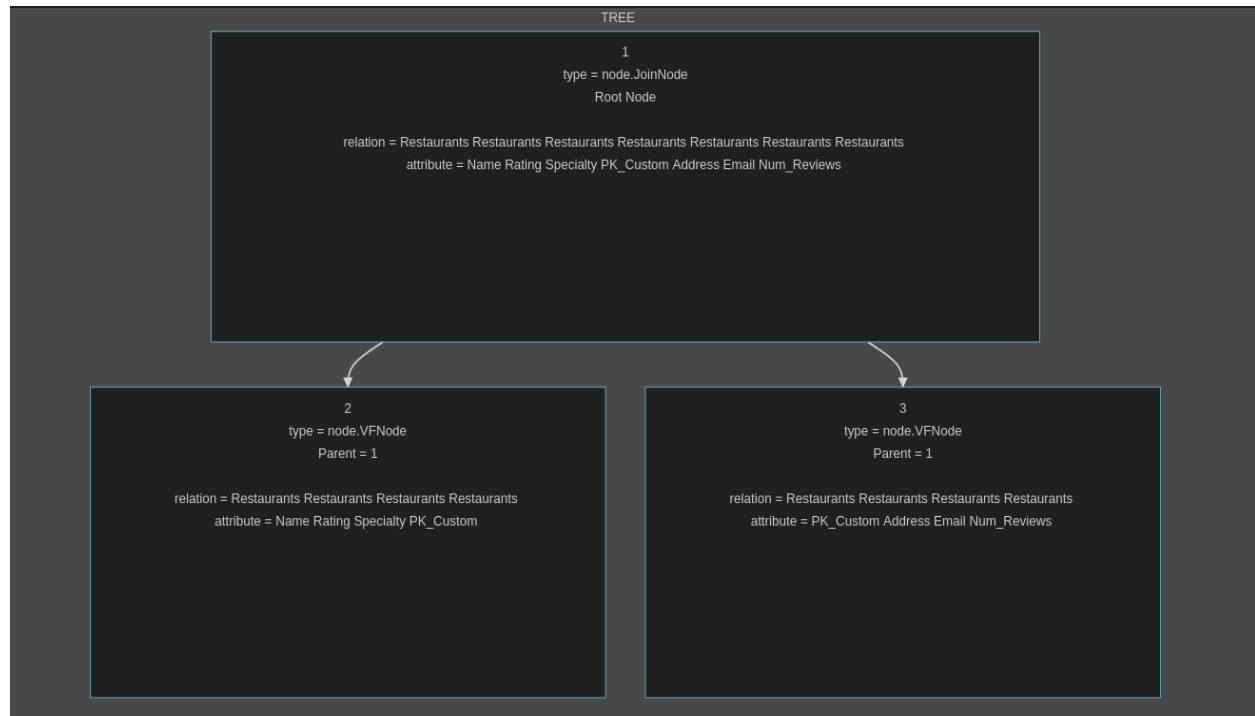 TREE
1
type = node.JoinNode
Root Node
relation = Restaurants Restaurants Restaurants Restaurants Restaurants Restaurants Restaurants
attribute = Name Rating Specialty PK_Custom Address Email Num_Reviews
2
type = node.VFNode
Parent = 1
relation = Restaurants Restaurants Restaurants Restaurants
attribute = Name Rating Specialty PK_Custom
3
type = node.VFNode
Parent = 1
relation = Restaurants Restaurants Restaurants Restaurants
attribute = PK_Custom Address Email Num_Reviews